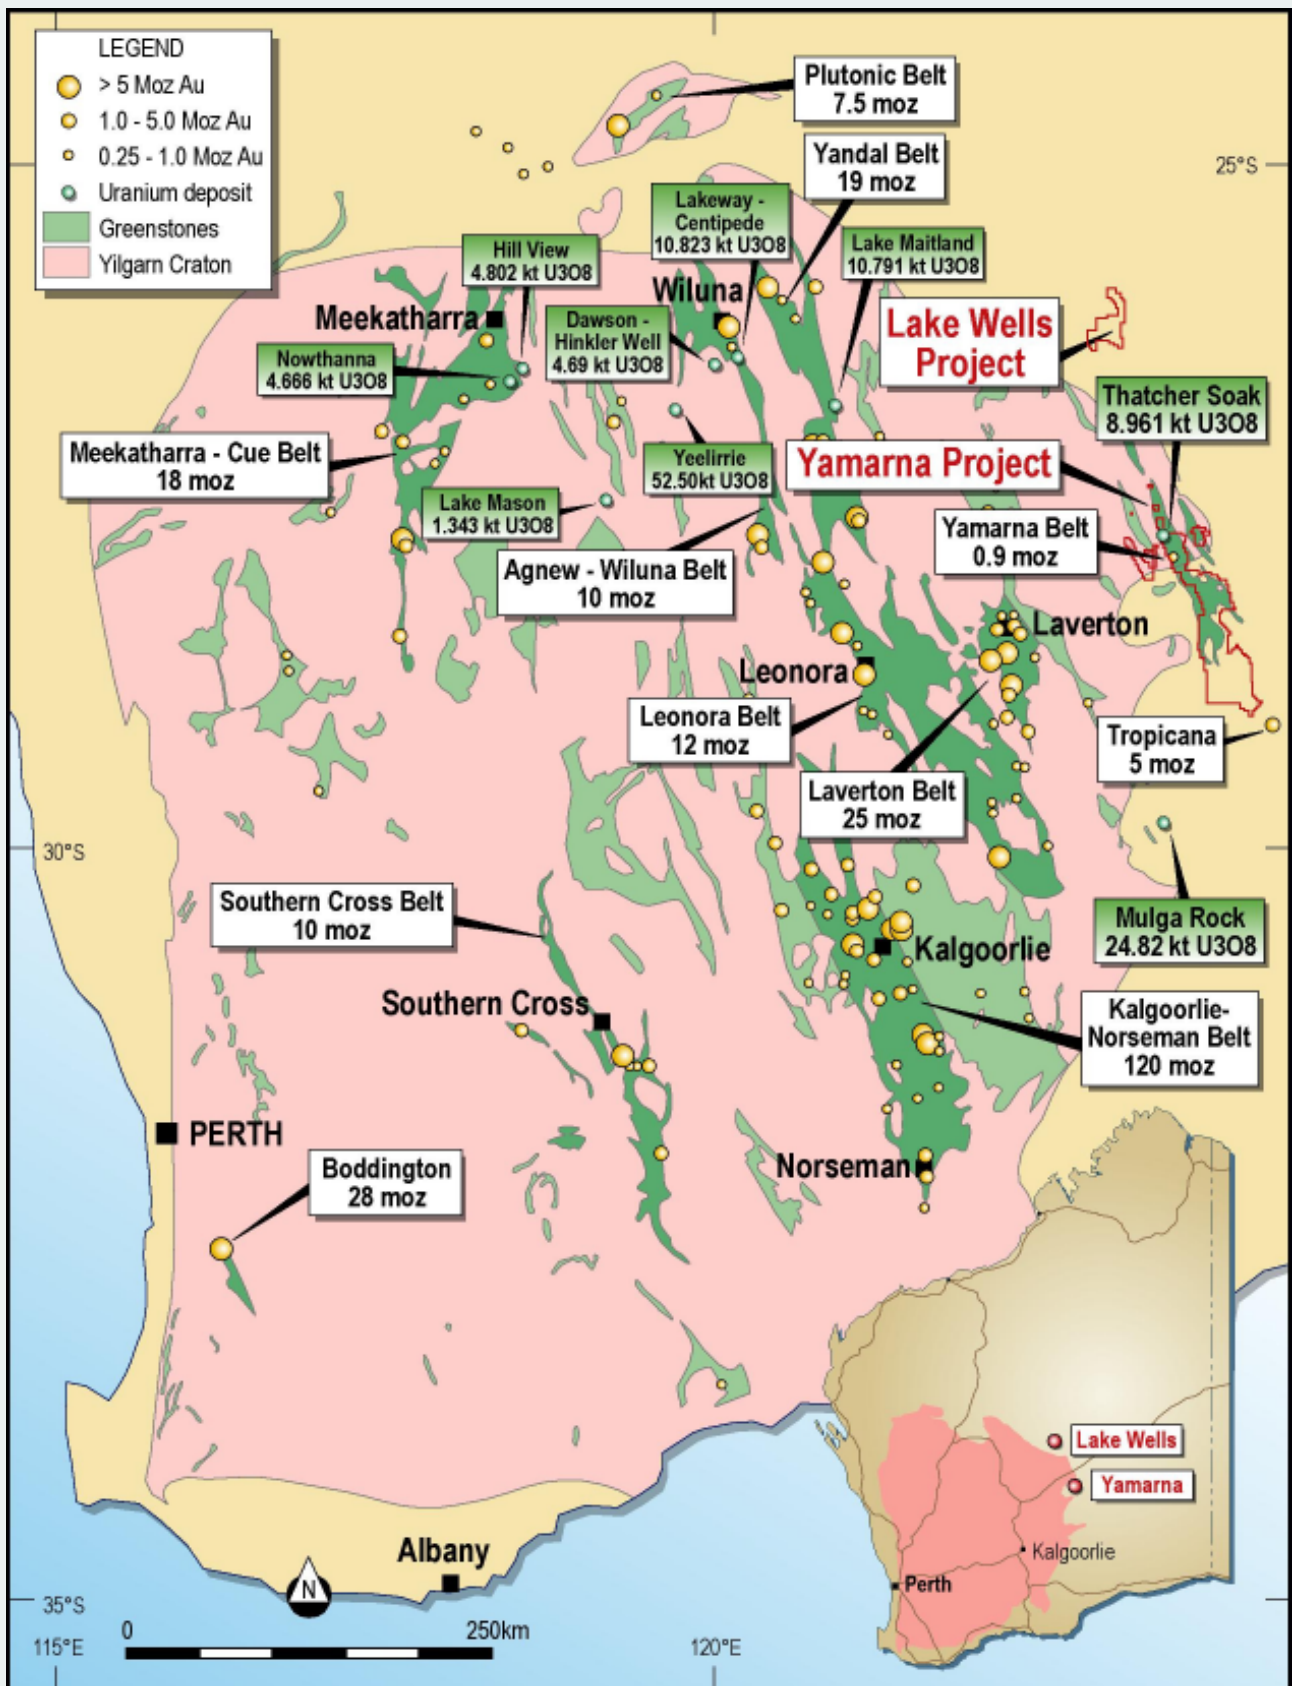 LEGEND
> 5 Moz Au
1.0 - 5.0 Moz Au
0.25 - 1.0 Moz Au
Uranium deposit
Greenstones
Yilgarn Craton
Plutonic Belt
7.5 moz
Yandal Belt
19 moz
25°S
Lakeway -
Centipede
10.823 kt U3O8
Hill View
4.802 kt U3O8
Lake Maitland
10.791 kt U3O8
Wiluna
Meekatharra
Dawson -
Hinkler Well
4.69 kt U3O8
Lake Wells
Project
Nowthanna
4.666 kt U3O8
Thatcher Soak
8.961 kt U3O8
Meekatharra - Cue Belt
18 moz
Yeelirrie
52.50kt U3O8
Yamarna Project
Lake Mason
1.343 kt U3O8
Yamarna Belt
0.9 moz
Agnew - Wiluna Belt
10 moz
Laverton
Leonora
Leonora Belt
12 moz
Tropicana
5 moz
Laverton Belt
25 moz
30°S
Southern Cross Belt
10 moz
Mulga Rock
24.82 kt U3O8
Kalgoorlie
Southern Cross
Kalgoorlie-
Norseman Belt
120 moz
PERTH
Boddington
28 moz
Norseman
Lake Wells
Yamarna
Kalgoorlie
Perth
Albany
N
35°S
0 250km
115°E
120°E